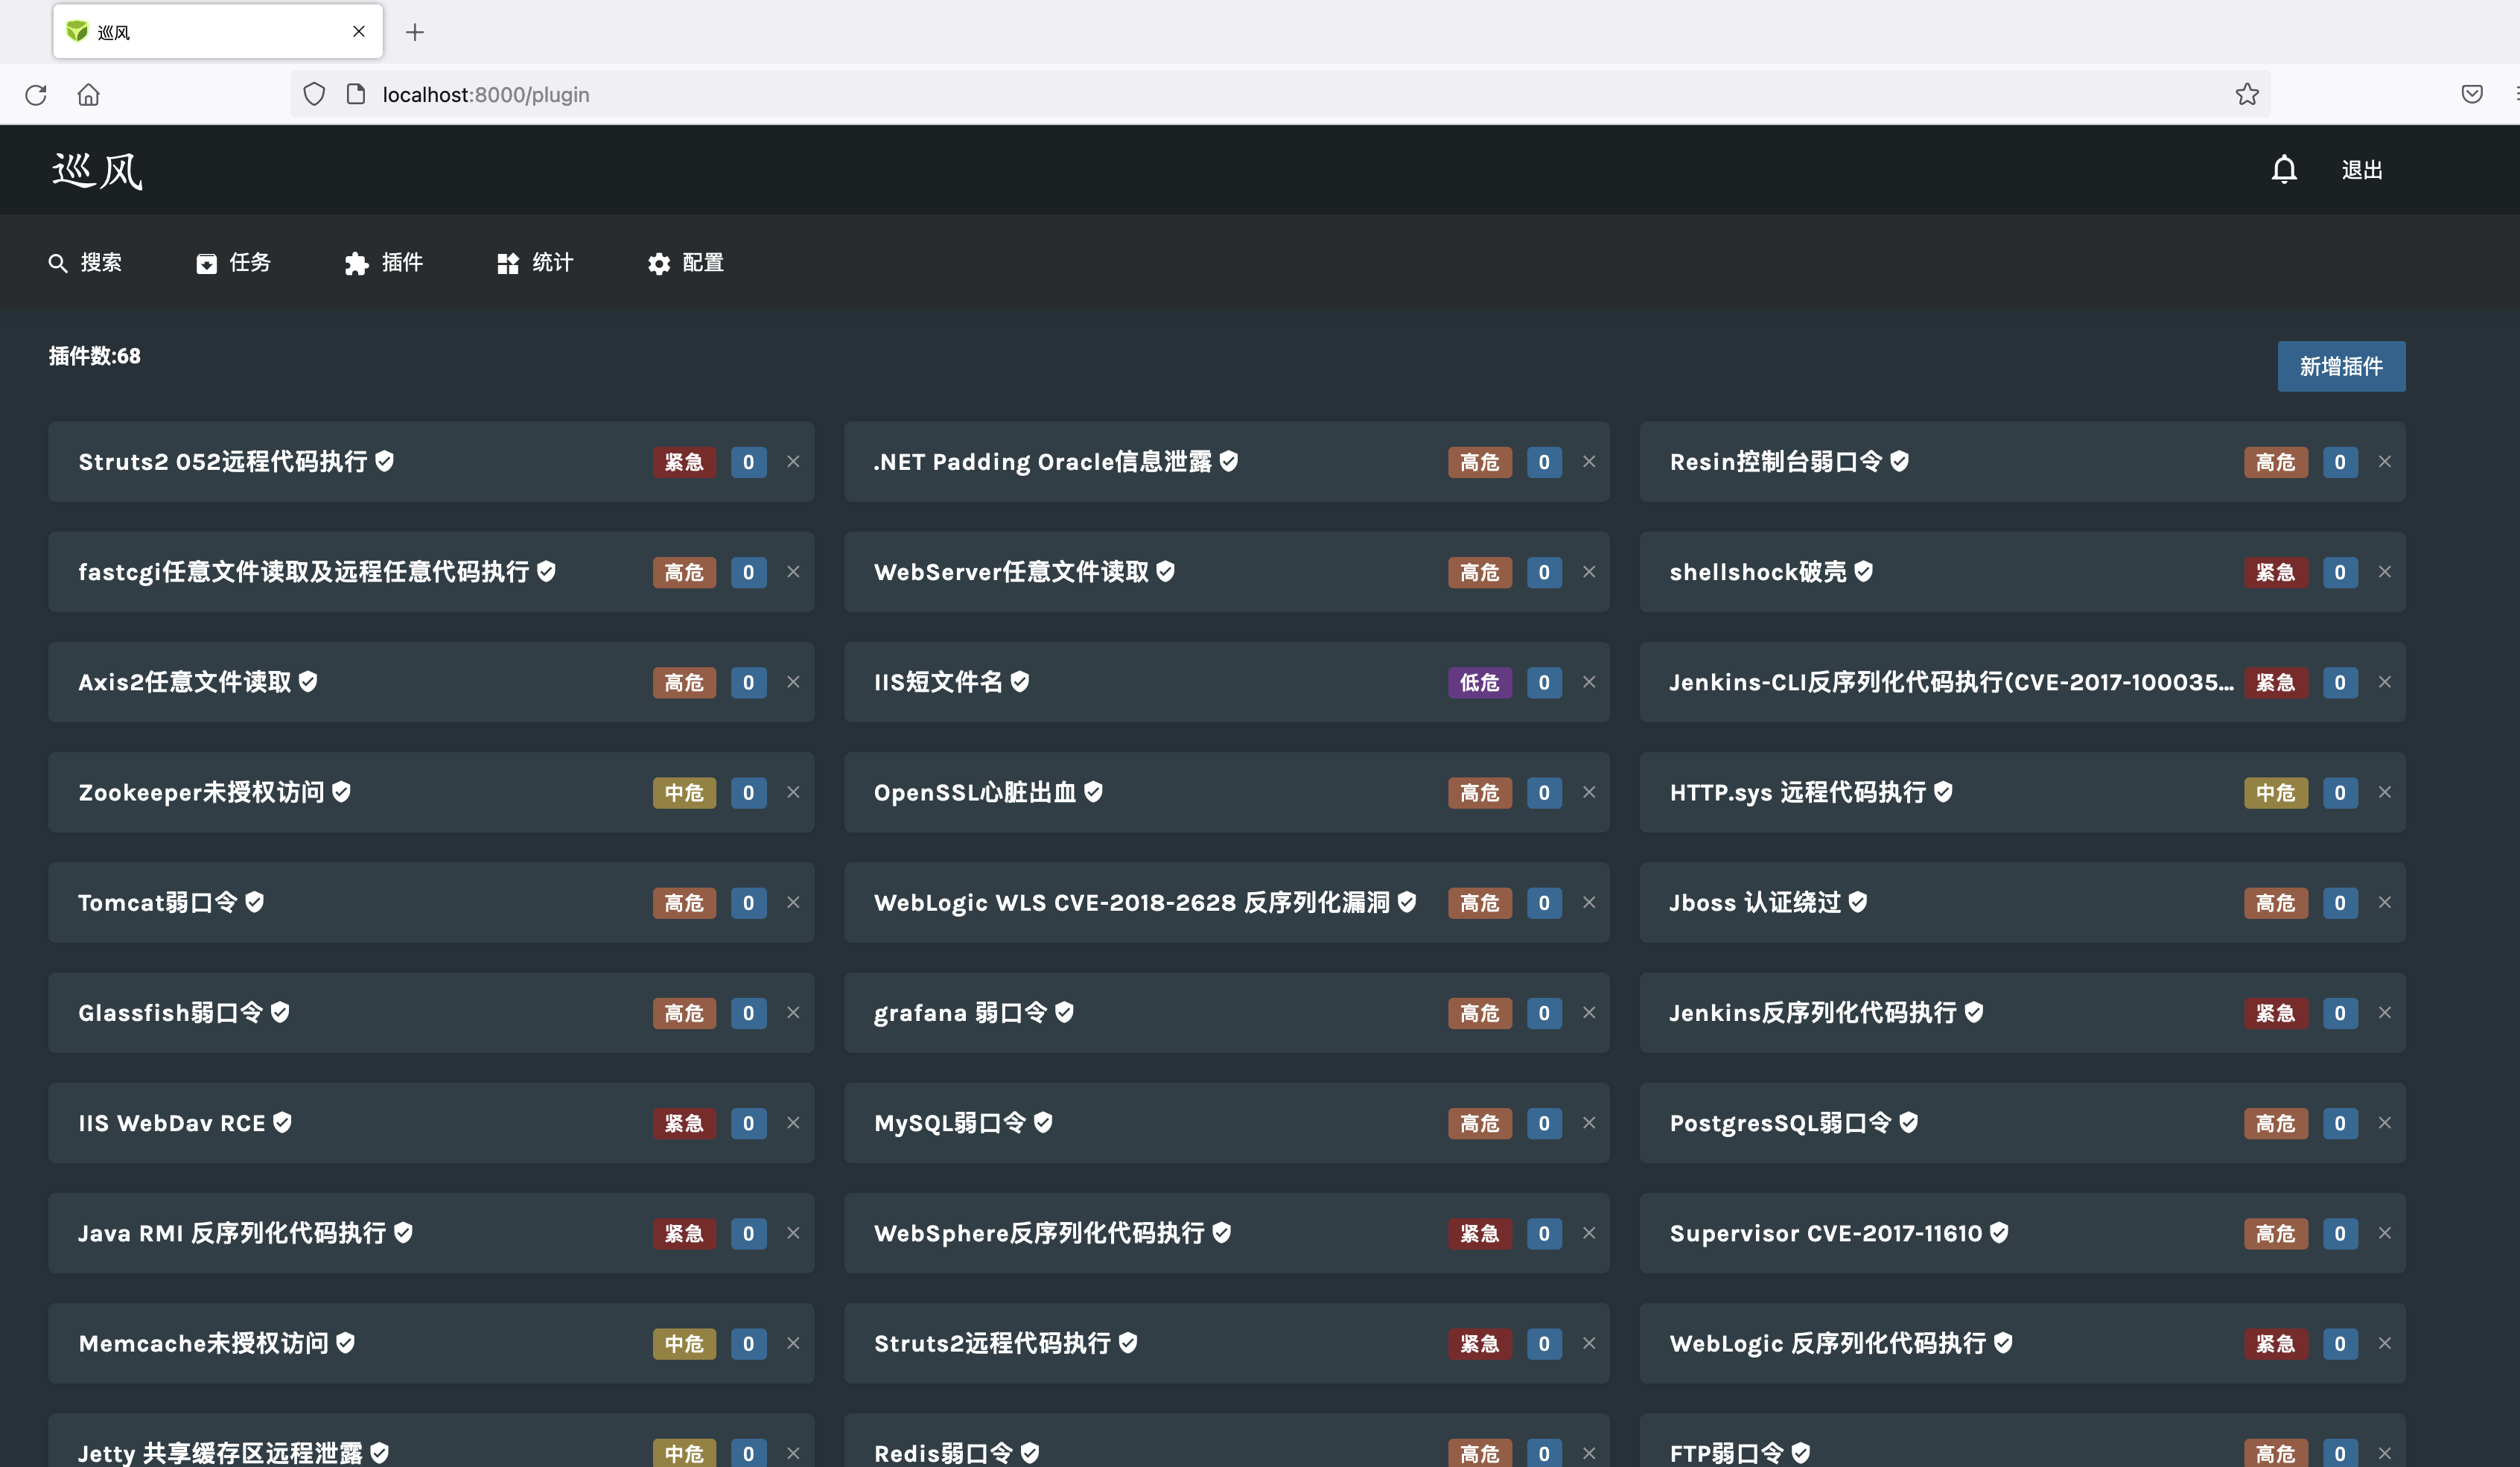 巡风
localhost:8000/plugin
巡风
退出
搜索 任务 插件 统计 配置
插件数:68
新增插件
Struts2 052远程代码执行 紧急 0
.NET Padding Oracle信息泄露 高危 0
Resin控制台弱口令 高危 0
fastcgi任意文件读取及远程任意代码执行 高危 0
WebServer任意文件读取 高危 0
shellshock破壳 紧急 0
Axis2任意文件读取 高危 0
IIS短文件名 低危 0
Jenkins-CLI反序列化代码执行(CVE-2017-100035... 紧急 0
Zookeeper未授权访问 中危 0
OpenSSL心脏出血 高危 0
HTTP.sys 远程代码执行 中危 0
Tomcat弱口令 高危 0
WebLogic WLS CVE-2018-2628 反序列化漏洞 高危 0
Jboss 认证绕过 高危 0
Glassfish弱口令 高危 0
grafana 弱口令 高危 0
Jenkins反序列化代码执行 紧急 0
IIS WebDav RCE 紧急 0
MySQL弱口令 高危 0
PostgresSQL弱口令 高危 0
Java RMI 反序列化代码执行 紧急 0
WebSphere反序列化代码执行 紧急 0
Supervisor CVE-2017-11610 高危 0
Memcache未授权访问 中危 0
Struts2远程代码执行 紧急 0
WebLogic 反序列化代码执行 紧急 0
Jetty 共享缓存区远程泄露 中危 0
Redis弱口令 高危 0
FTP弱口令 高危 0